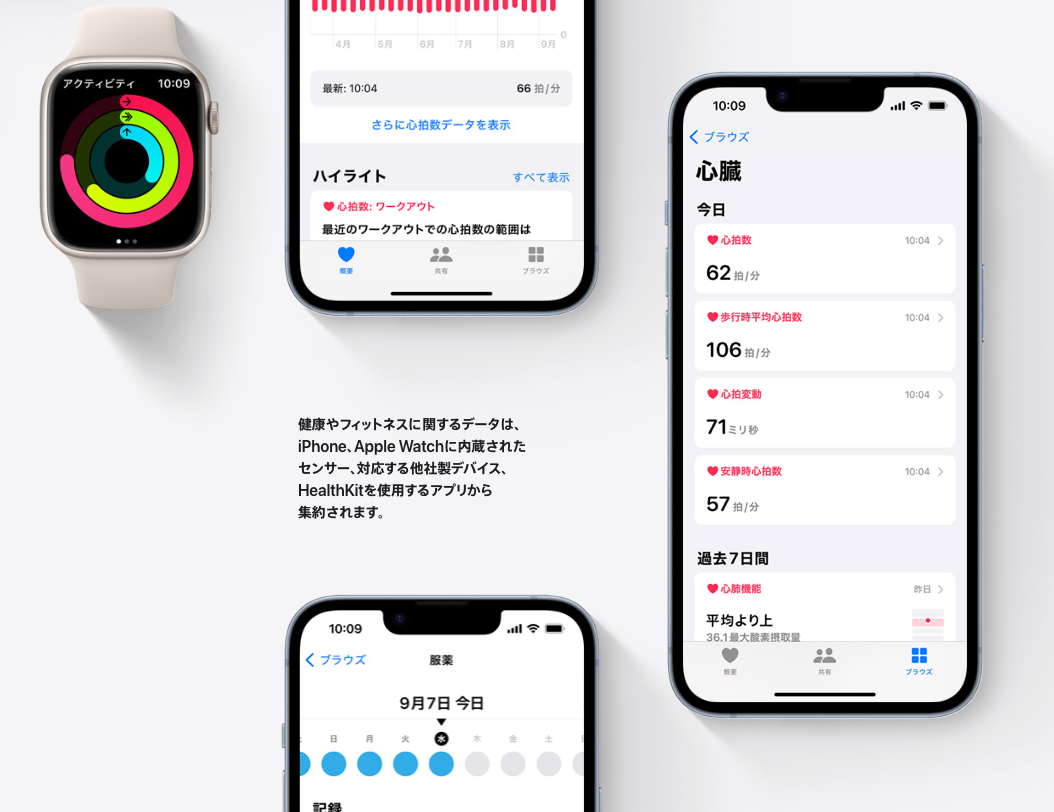 アクティビティ 10:09
4月 5月 6月 7月 8月 9月 0
最新: 10:04 66 拍/分
さらに心拍数データを表示
ハイライト すべて表示
心拍数: ワークアウト
最近のワークアウトでの心拍数の範囲は
概要 共有 ブラウズ
10:09
ブラウズ
心臓
今日
心拍数 10:04
62 拍/分
歩行時平均心拍数 10:04
106 拍/分
心拍変動 10:04
71 ミリ秒
安静時心拍数 10:04
57 拍/分
過去7日間
心肺機能 昨日
平均より上
36.1 最大酸素摂取量
概要 共有 ブラウズ
健康やフィットネスに関するデータは、
iPhone、Apple Watchに内蔵された
センサー、対応する他社製デバイス、
HealthKitを使用するアプリから
集約されます。
10:09
ブラウズ 服薬
9月7日 今日
日 月 火 水 木 金 土
記録